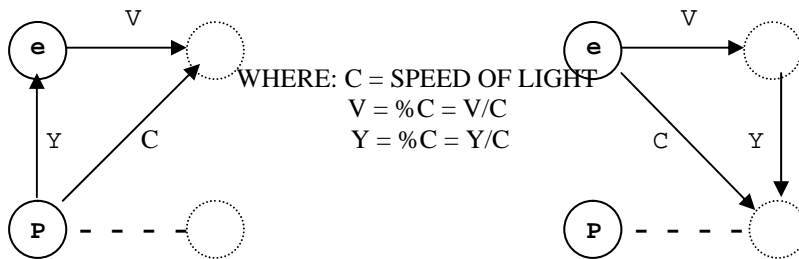 V
V
e
e
WHERE: C = SPEED OF LIGHT
V = %C = V/C
Y = %C = Y/C
Y
C
C
Y
P
P